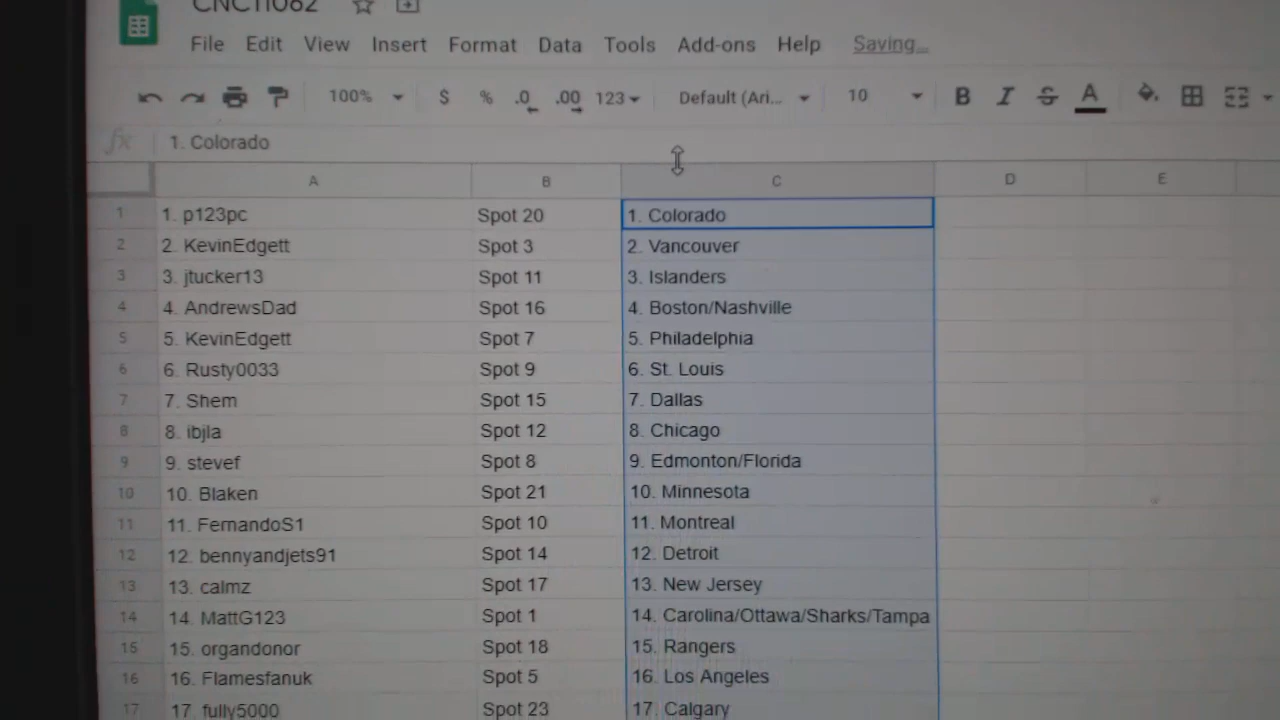 CNCT1082
File Edit View Insert Format Data Tools Add-ons Help Saving...
100% $ % .0 .00 123 Default (Ari... 10 B I S A
fx 1. Colorado
A B C D E
1 1. p123pc Spot 20 1. Colorado
2 2. KevinEdgett Spot 3 2. Vancouver
3 3. jtucker13 Spot 11 3. Islanders
4 4. AndrewsDad Spot 16 4. Boston/Nashville
5 5. KevinEdgett Spot 7 5. Philadelphia
6 6. Rusty0033 Spot 9 6. St. Louis
7 7. Shem Spot 15 7. Dallas
8 8. ibjla Spot 12 8. Chicago
9 9. stevef Spot 8 9. Edmonton/Florida
10 10. Blaken Spot 21 10. Minnesota
11 11. FernandoS1 Spot 10 11. Montreal
12 12. bennyandjets91 Spot 14 12. Detroit
13 13. calmz Spot 17 13. New Jersey
14 14. MattG123 Spot 1 14. Carolina/Ottawa/Sharks/Tampa
15 15. organdonor Spot 18 15. Rangers
16 16. Flamesfanuk Spot 5 16. Los Angeles
17 17. fully5000 Spot 23 17. Calgary